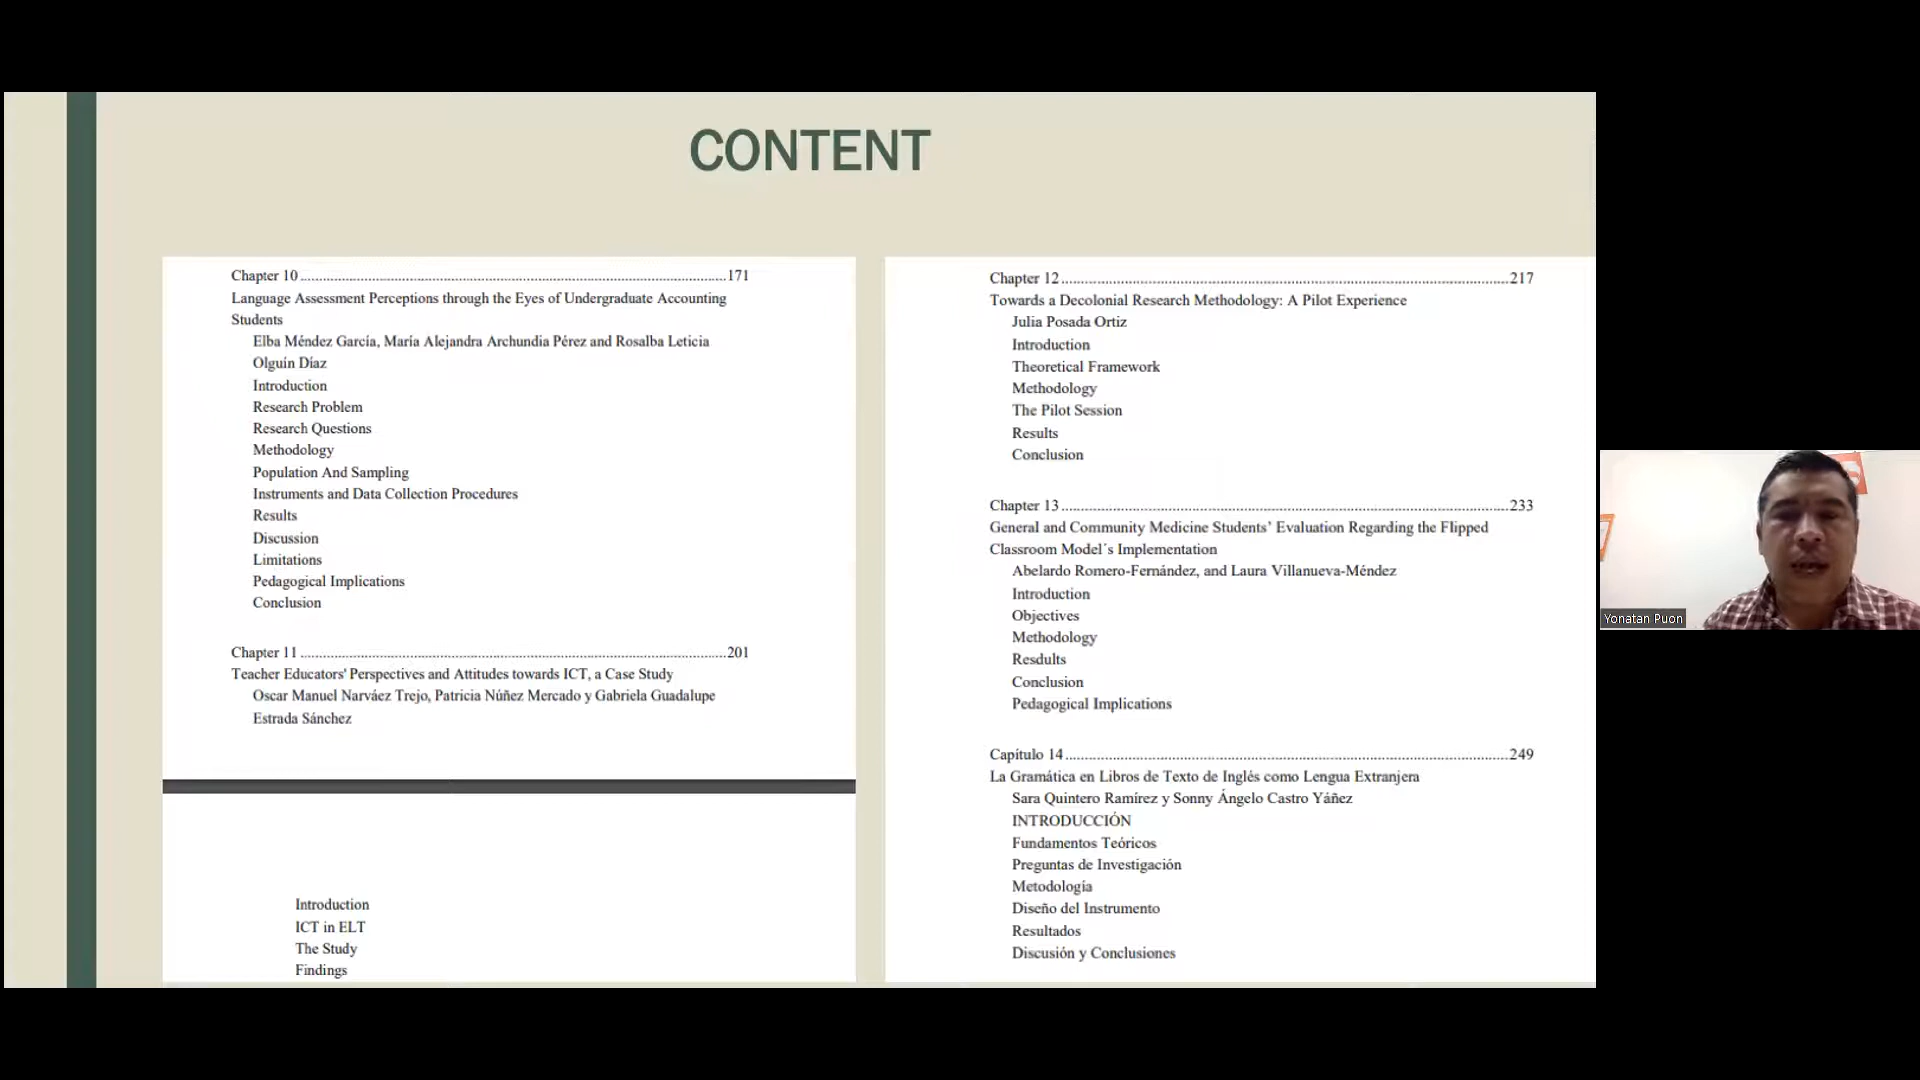 CONTENT
Chapter 10...171
Language Assessment Perceptions through the Eyes of Undergraduate Accounting
Students
Elba Méndez García, María Alejandra Archundia Pérez and Rosalba Leticia
Olguín Díaz
Introduction
Research Problem
Research Questions
Methodology
Population And Sampling
Instruments and Data Collection Procedures
Results
Discussion
Limitations
Pedagogical Implications
Conclusion
Chapter 11...201
Teacher Educators' Perspectives and Attitudes towards ICT, a Case Study
Oscar Manuel Narváez Trejo, Patricia Núñez Mercado y Gabriela Guadalupe
Estrada Sánchez
Introduction
ICT in ELT
The Study
Findings
Chapter 12...217
Towards a Decolonial Research Methodology: A Pilot Experience
Julia Posada Ortiz
Introduction
Theoretical Framework
Methodology
The Pilot Session
Results
Conclusion
Chapter 13...233
General and Community Medicine Students’ Evaluation Regarding the Flipped
Classroom Model´s Implementation
Abelardo Romero-Fernández, and Laura Villanueva-Méndez
Introduction
Objectives
Methodology
Resdults
Conclusion
Pedagogical Implications
Capítulo 14...249
La Gramática en Libros de Texto de Inglés como Lengua Extranjera
Sara Quintero Ramírez y Sonny Ángelo Castro Yáñez
INTRODUCCIÓN
Fundamentos Teóricos
Preguntas de Investigación
Metodología
Diseño del Instrumento
Resultados
Discusión y Conclusiones
Yonatan Puon